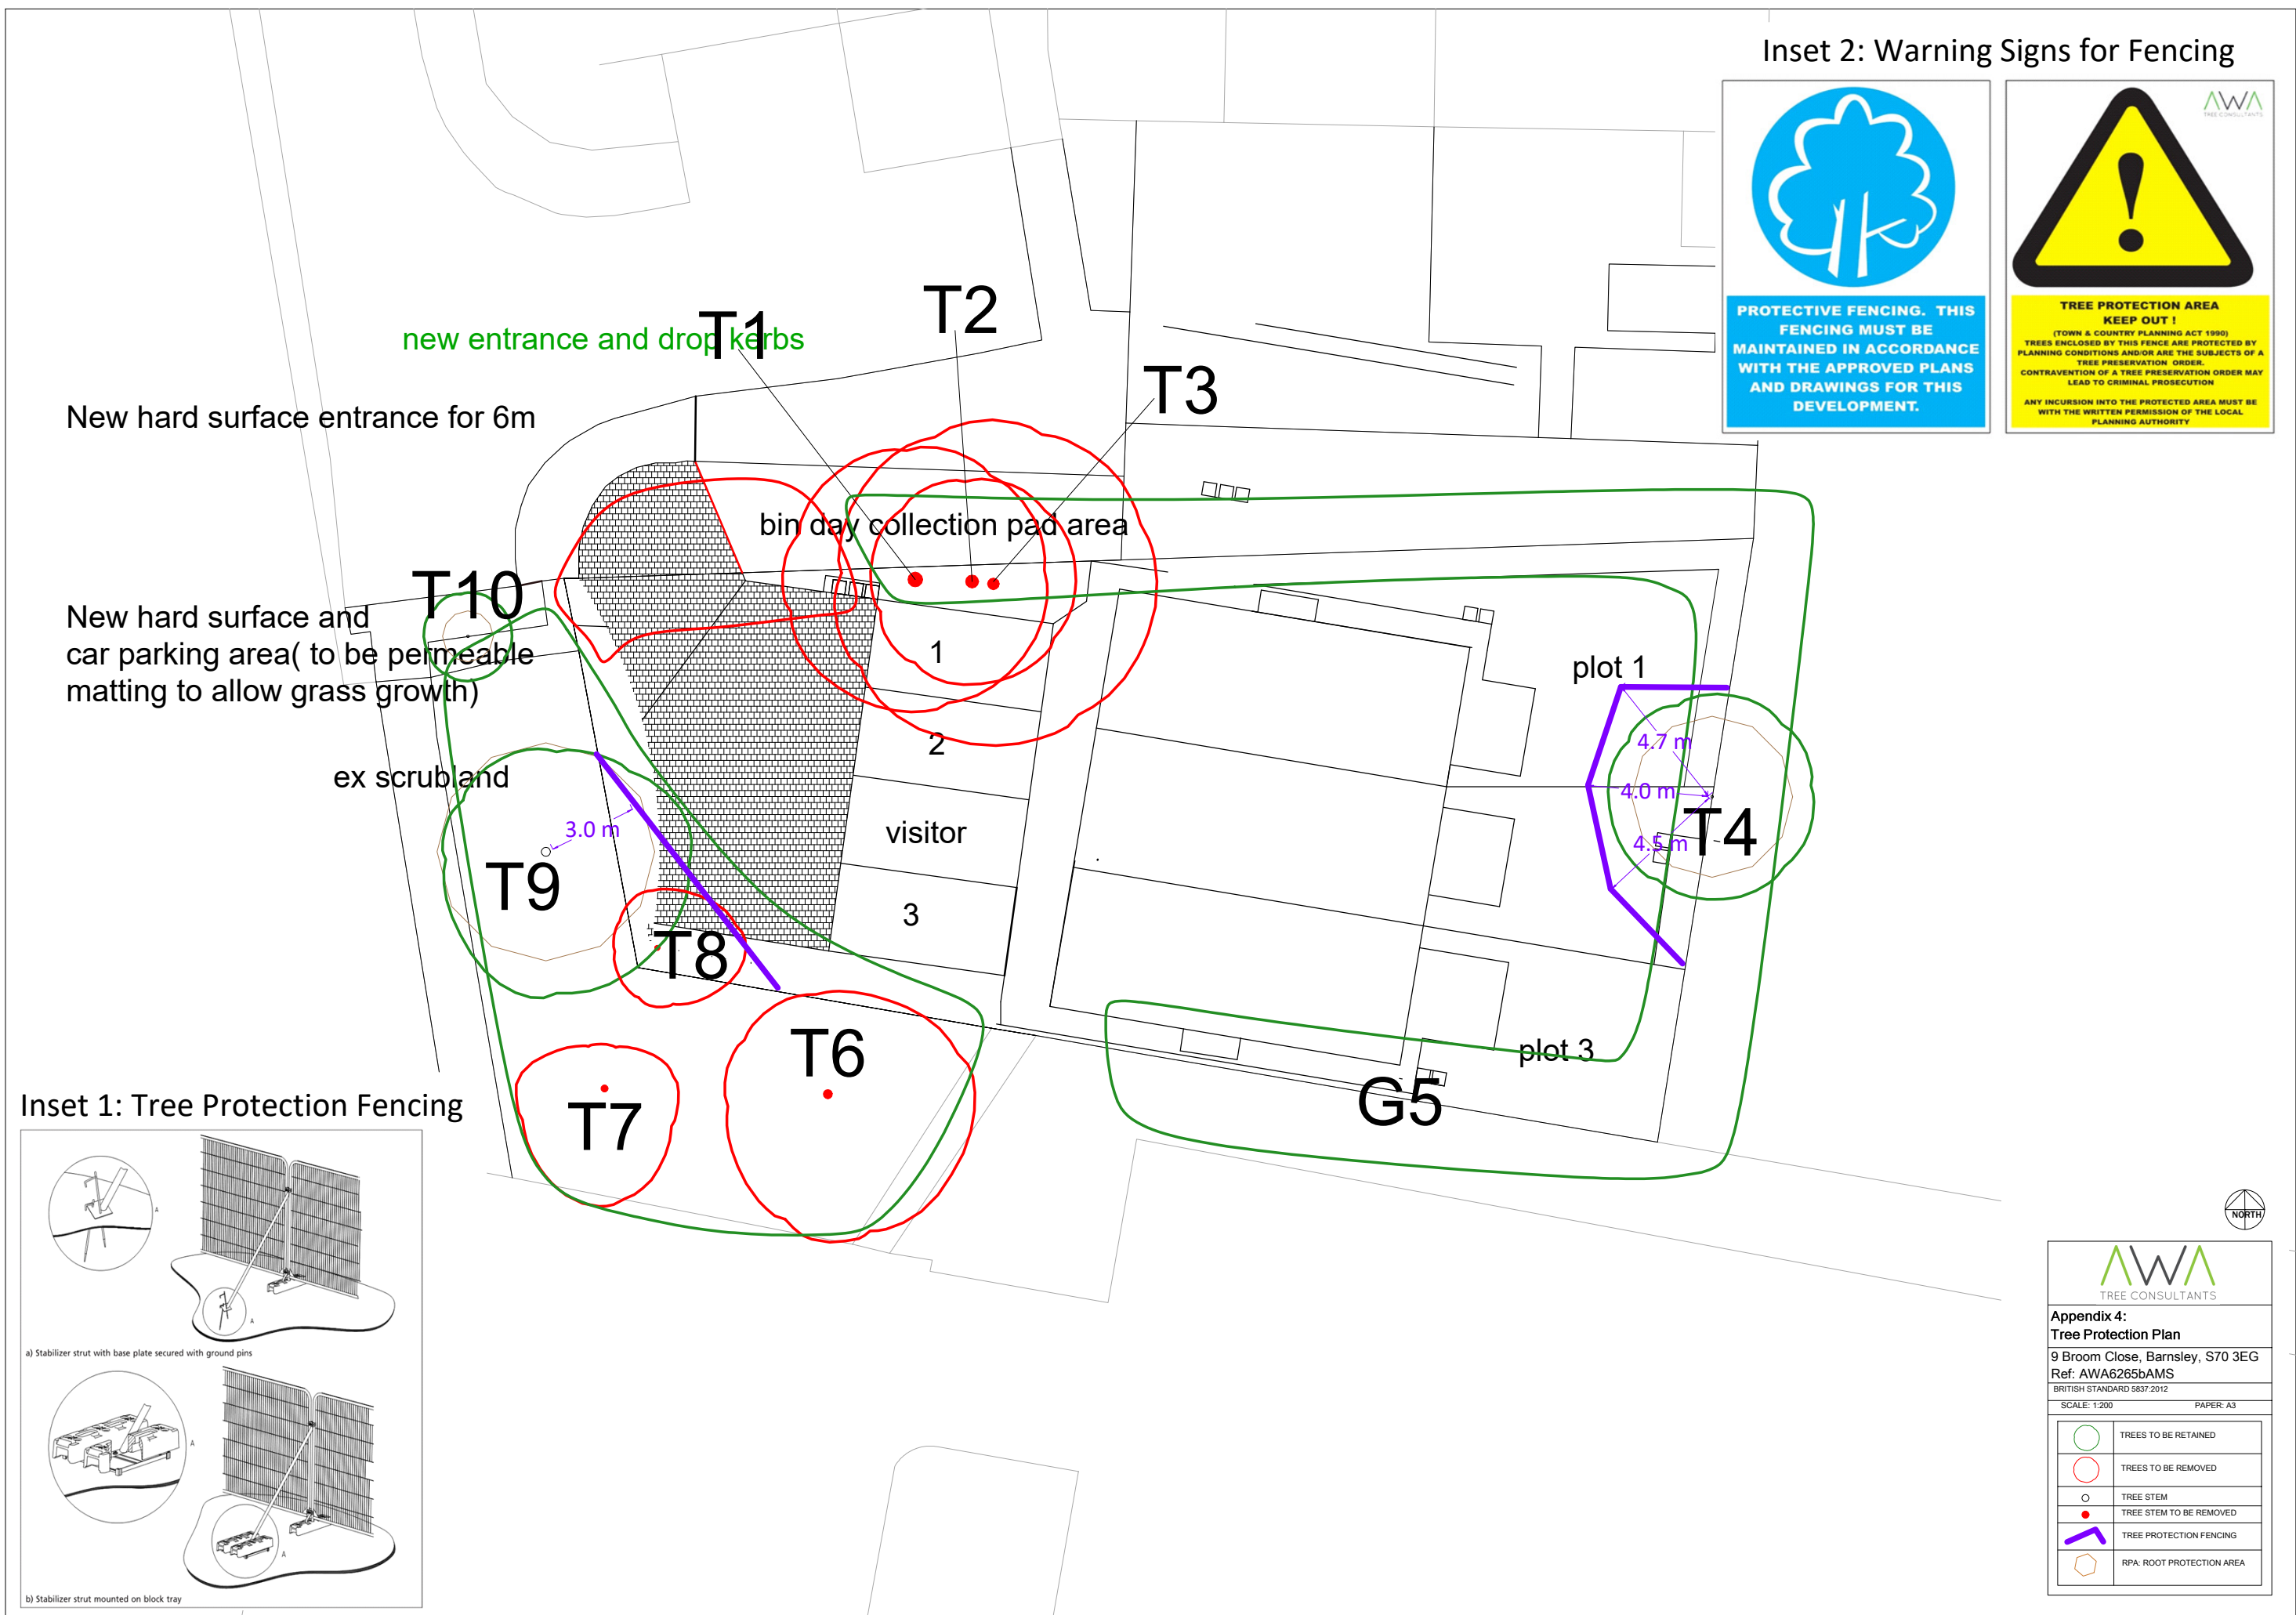 Inset 2: Warning Signs for Fencing
AWA
TREE CONSULTANTS
PROTECTIVE FENCING. THIS
FENCING MUST BE
MAINTAINED IN ACCORDANCE
WITH THE APPROVED PLANS
AND DRAWINGS FOR THIS
DEVELOPMENT.
TREE PROTECTION AREA
KEEP OUT !
(TOWN & COUNTRY PLANNING ACT 1990)
TREES ENCLOSED BY THIS FENCE ARE PROTECTED BY
PLANNING CONDITIONS AND/OR ARE THE SUBJECTS OF A
TREE PRESERVATION ORDER.
CONTRAVENTION OF A TREE PRESERVATION ORDER MAY
LEAD TO CRIMINAL PROSECUTION
ANY INCURSION INTO THE PROTECTED AREA MUST BE
WITH THE WRITTEN PERMISSION OF THE LOCAL
PLANNING AUTHORITY
T1
T2
new entrance and drop kerbs
T3
New hard surface entrance for 6m
bin day collection pad area
T10
New hard surface and
car parking area( to be permeable
matting to allow grass growth)
1
plot 1
2
4.7 m
ex scrubland
4.0 m
3.0 m
visitor
T4
4.5 m
T9
3
T8
T6
plot 3
G5
T7
Inset 1: Tree Protection Fencing
A
A
a) Stabilizer strut with base plate secured with ground pins
A
A
b) Stabilizer strut mounted on block tray
NORTH
AWA
TREE CONSULTANTS
Appendix 4:
Tree Protection Plan
9 Broom Close, Barnsley, S70 3EG
Ref: AWA6265bAMS
BRITISH STANDARD 5837:2012
SCALE: 1:200 PAPER: A3
TREES TO BE RETAINED
TREES TO BE REMOVED
TREE STEM
TREE STEM TO BE REMOVED
TREE PROTECTION FENCING
RPA: ROOT PROTECTION AREA